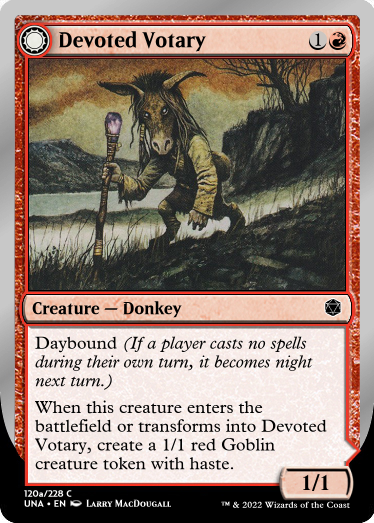 Devoted Votary 1
Creature — Donkey
Daybound (If a player casts no spells
during their own turn, it becomes night
next turn.)
When this creature enters the
battlefield or transforms into Devoted
Votary, create a 1/1 red Goblin
creature token with haste.
1/1
120a/228 C
UNA • EN Larry MacDougall
™ & 2022 Wizards of the Coast